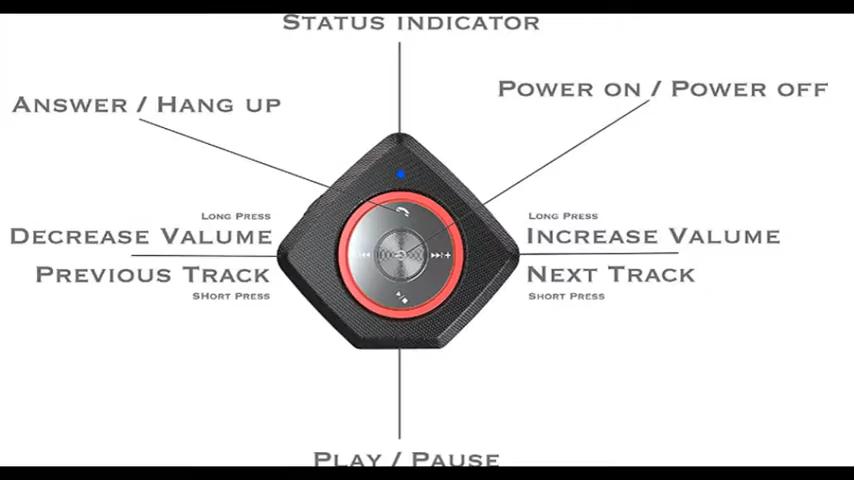 STATUS INDICATOR
POWER ON / POWER OFF
ANSWER / HANG UP
LONG PRESS
DECREASE VALUME
PREVIOUS TRACK
SHORT PRESS
LONG PRESS
INCREASE VALUME
NEXT TRACK
SHORT PRESS
PLAY / PAUSE